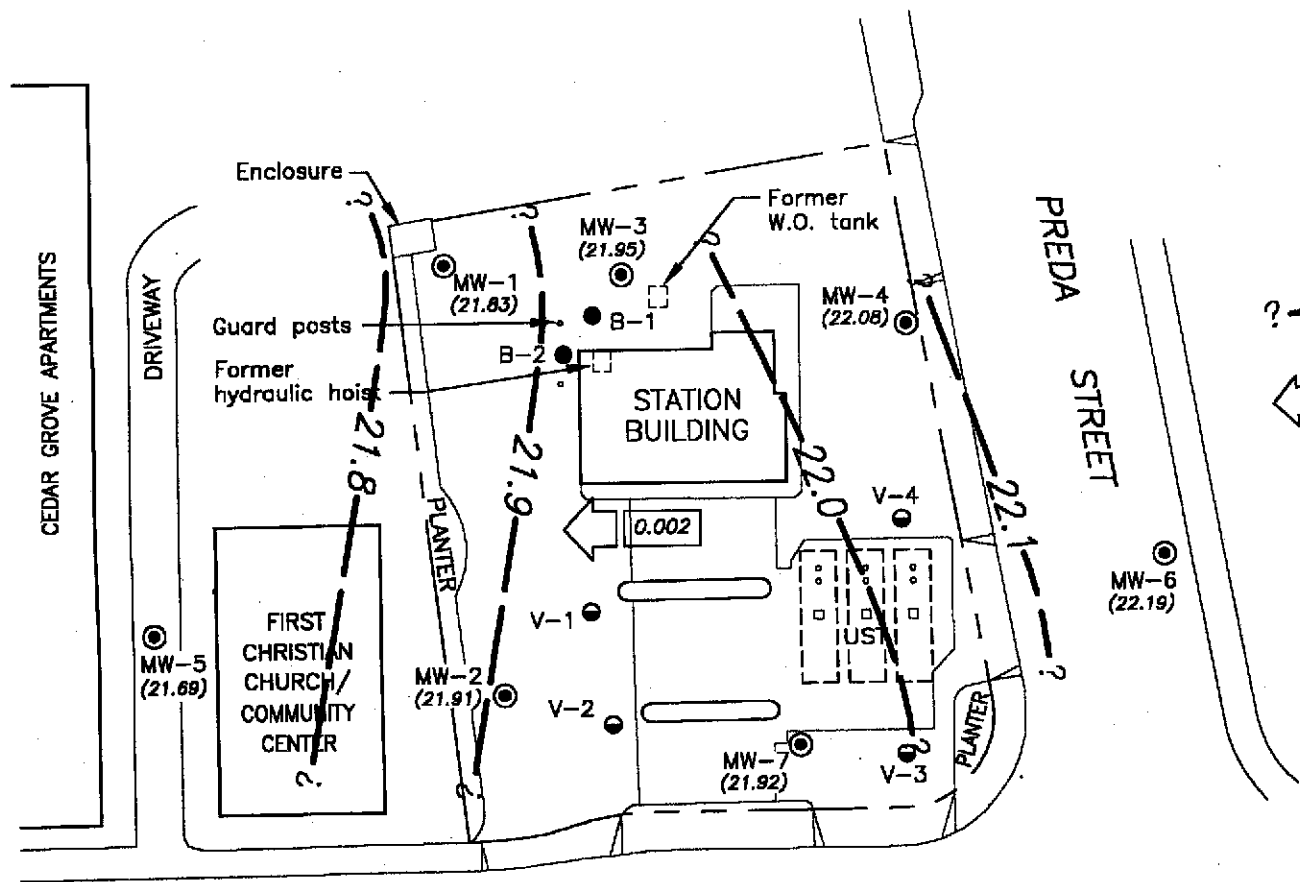 Enclosure
Former
W.O. tank
MW-3
(21.95)
MW-1
(21.83)
MW-4
(22.08)
PREDA
STREET
CEDAR GROVE APARTMENTS
DRIVEWAY
Guard posts
B-1
B-2
Former
hydraulic hoist
STATION
BUILDING
21.8
21.9
22.0
22.1
?
?
?
?
?
?
?
?
?
PLANTER
0.002
V-4
MW-6
(22.19)
V-1
UST
FIRST
CHRISTIAN
CHURCH/
COMMUNITY
CENTER
MW-5
(21.69)
MW-2
(21.91)
V-2
MW-7
(21.92)
V-3
PLANTER